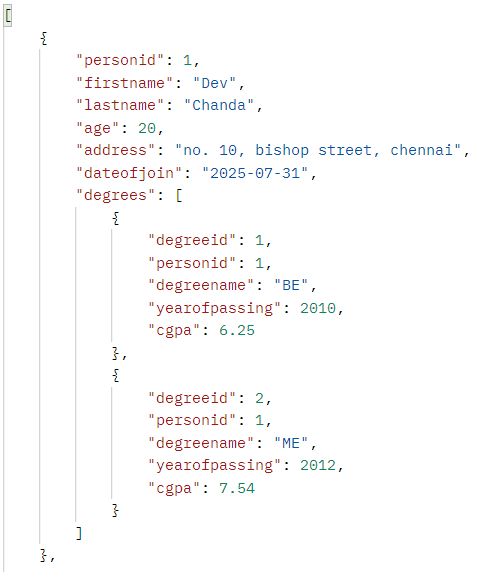 [
{
"personid": 1,
"firstname": "Dev",
"lastname": "Chanda",
"age": 20,
"address": "no. 10, bishop street, chennai",
"dateofjoin": "2025-07-31",
"degrees": [
{
"degreeid": 1,
"personid": 1,
"degreename": "BE",
"yearofpassing": 2010,
"cgpa": 6.25
},
{
"degreeid": 2,
"personid": 1,
"degreename": "ME",
"yearofpassing": 2012,
"cgpa": 7.54
}
]
},